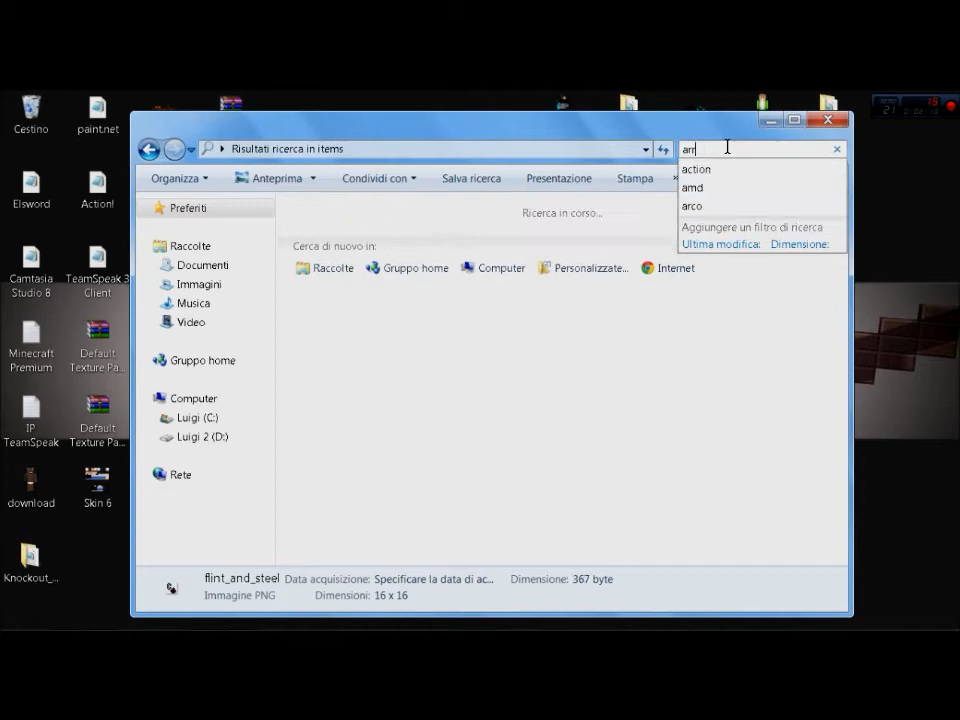 Cestino
paint.net
Elsword
Action!
Camtasia Studio 8
TeamSpeak 3 Client
Minecraft Premium
Default Texture Pa...
IP TeamSpeak
Default Texture Pa...
download
Skin 6
Knockout_...
Risultati ricerca in items
arr
action
amd
arco
Aggiungere un filtro di ricerca
Ultima modifica: Dimensione:
Organizza Anteprima Condividi con Salva ricerca Presentazione Stampa »
Preferiti
Raccolte
Documenti
Immagini
Musica
Video
Gruppo home
Computer
Luigi (C:)
Luigi 2 (D:)
Rete
Ricerca in corso...
Cerca di nuovo in:
Raccolte Gruppo home Computer Personalizzate... Internet
flint_and_steel Data acquisizione: Specificare la data di ac... Dimensione: 367 byte
Immagine PNG Dimensioni: 16 x 16